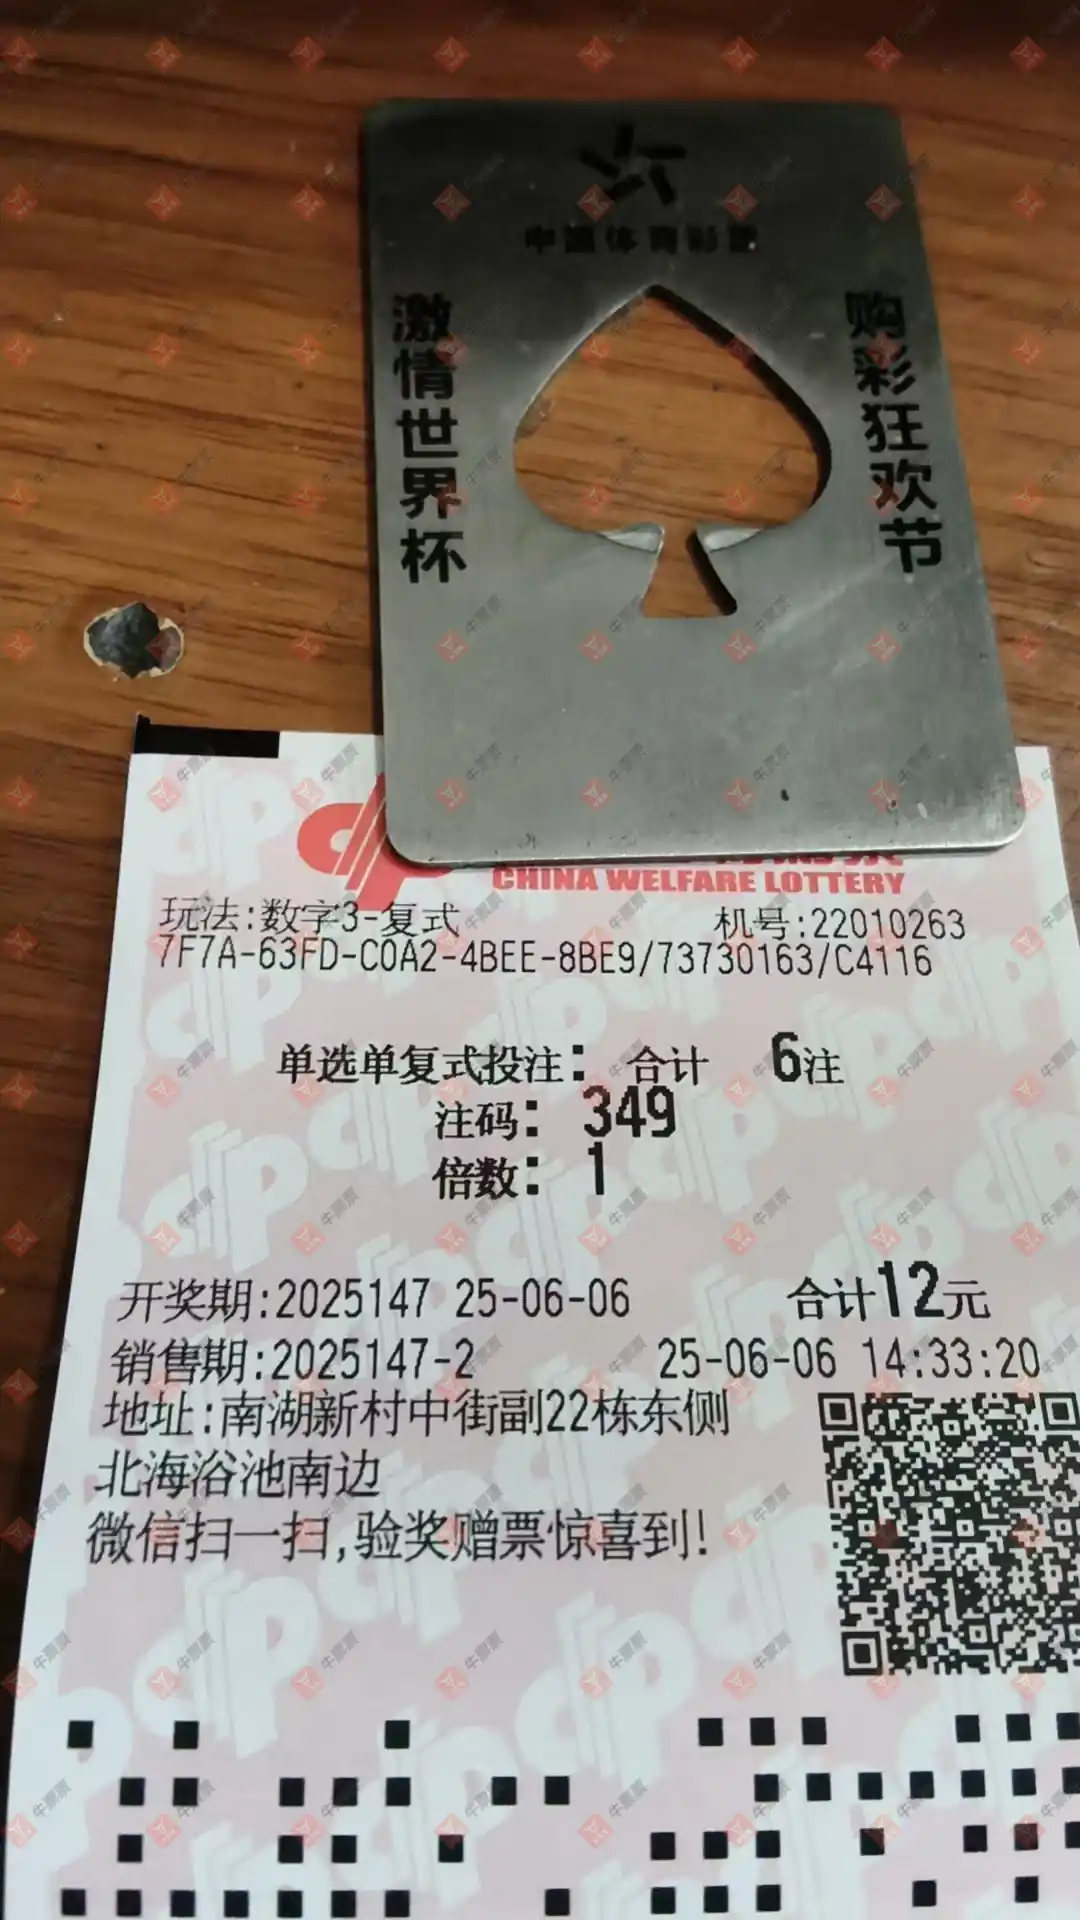 中国体育彩票
激情世界杯
购彩狂欢节
CHINA WELFARE LOTTERY
玩法:数字3-复式 机号:22010263
7F7A-63FD-C0A2-4BEE-8BE9/73730163/C4116
单选单复式投注: 合计 6注
注码: 349
倍数: 1
开奖期:2025147 25-06-06 合计12元
销售期:2025147-2 25-06-06 14:33:20
地址:南湖新村中街副22栋东侧
北海浴池南边
微信扫一扫,验奖赠票惊喜到!
牛票票